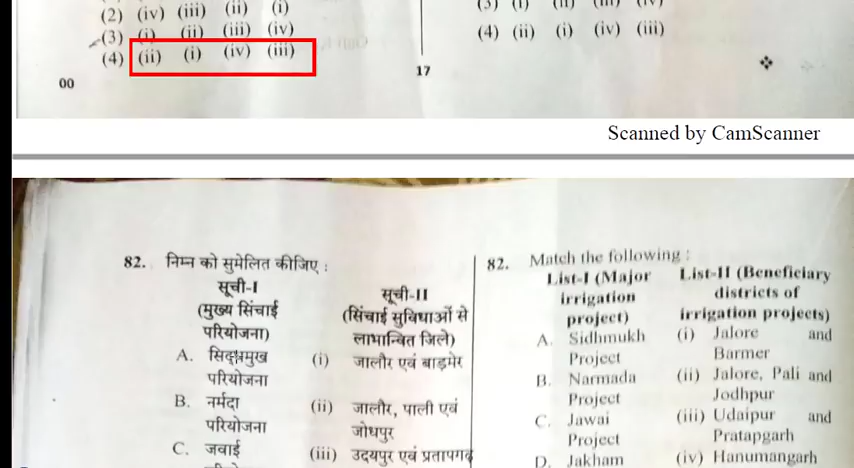 (2) (iv) (iii) (ii) (i)
(3) (i) (ii) (iii) (iv)
(4) (ii) (i) (iv) (iii)
00
(3) (i) (ii) (iii) (iv)
(4) (ii) (i) (iv) (iii)
17
Scanned by CamScanner
82. निम्न को सुमेलित कीजिए :
सूची-I
(मुख्य सिंचाई
परियोजना)
सूची-II
(सिंचाई सुविधाओं से
लाभान्वित जिले)
A. सिद्धमुख
परियोजना
(i) जालौर एवं बाड़मेर
B. नर्मदा
परियोजना
(ii) जालौर, पाली एवं
जोधपुर
C. जवाई
(iii) उदयपुर एवं प्रतापगढ़
82. Match the following :
List-I (Major
irrigation
project)
List-II (Beneficiary
districts of
irrigation projects)
A. Sidhmukh
Project
(i) Jalore and
Barmer
B. Narmada
Project
(ii) Jalore, Pali and
Jodhpur
C. Jawai
Project
(iii) Udaipur and
Pratapgarh
D. Jakham
(iv) Hanumangarh